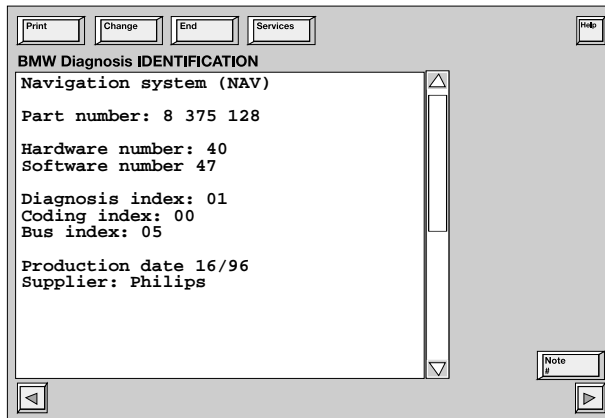 Print
Change
End
Services
Help
BMW Diagnosis IDENTIFICATION
Navigation system (NAV)
Part number: 8 375 128
Hardware number: 40
Software number 47
Diagnosis index: 01
Coding index: 00
Bus index: 05
Production date 16/96
Supplier: Philips
Note
#